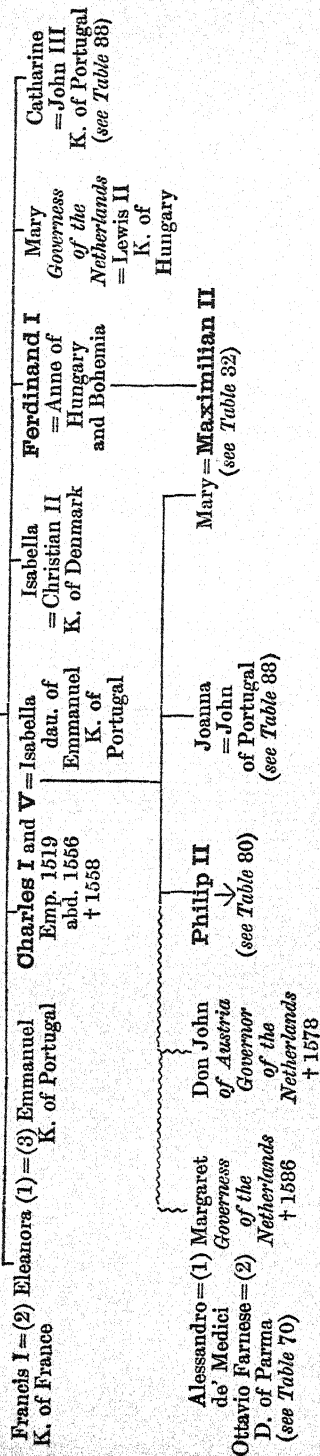 Francis I=(2) Eleanora (1)=(3) Emmanuel
K. of France
K. of Portugal
Charles I and V=Isabella
Emp. 1519
abd. 1556
†1558
dau. of
Emmanuel
K. of
Portugal
Isabella
=Christian II
K. of Denmark
Ferdinand I
=Anne of
Hungary
and Bohemia
Mary
Governess
of the
Netherlands
=Lewis II
K. of
Hungary
Catharine
=John III
K. of Portugal
(see Table 88)
Alessandro=(1) Margaret
de' Medici
Ottavio Farnese=(2)
D. of Parma
(see Table 70)
Governess
of the
Netherlands
†1586
Don John
of Austria
Governor
of the
Netherlands
†1578
Philip II
(see Table 80)
Joanna
=John
of Portugal
(see Table 88)
Mary=Maximilian II
(see Table 32)